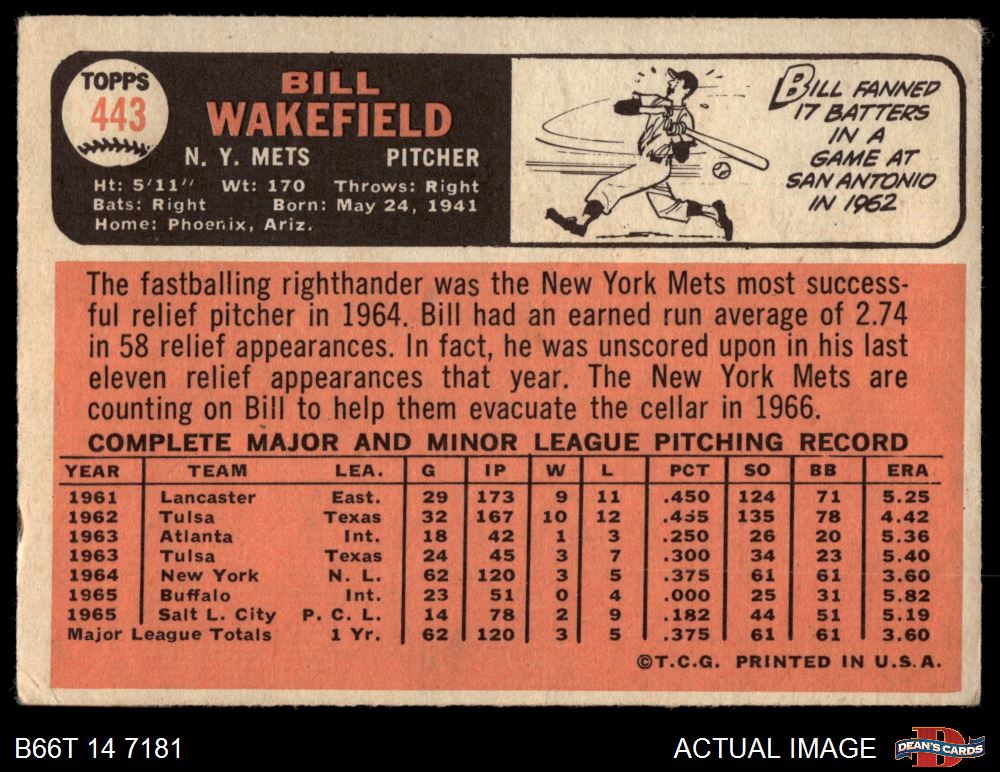 TOPPS
443
BILL
WAKEFIELD
N. Y. METS PITCHER
Ht: 5'11" Wt: 170 Throws: Right
Bats: Right Born: May 24, 1941
Home: Phoenix, Ariz.
BILL FANNED
17 BATTERS
IN A
GAME AT
SAN ANTONIO
IN 1962
The fastballing righthander was the New York Mets most success-
ful relief pitcher in 1964. Bill had an earned run average of 2.74
in 58 relief appearances. In fact, he was unscored upon in his last
eleven relief appearances that year. The New York Mets are
counting on Bill to help them evacuate the cellar in 1966.
COMPLETE MAJOR AND MINOR LEAGUE PITCHING RECORD
YEAR TEAM LEA. G IP W L PCT SO BB ERA
1961 Lancaster East. 29 173 9 11 .450 124 71 5.25
1962 Tulsa Texas 32 167 10 12 .455 135 78 4.42
1963 Atlanta Int. 18 42 1 3 .250 26 20 5.36
1963 Tulsa Texas 24 45 3 7 .300 34 23 5.40
1964 New York N. L. 62 120 3 5 .375 61 61 3.60
1965 Buffalo Int. 23 51 0 4 .000 25 31 5.82
1965 Salt L. City P. C. L. 14 78 2 9 .182 44 51 5.19
Major League Totals 1 Yr. 62 120 3 5 .375 61 61 3.60
©T.C.G. PRINTED IN U.S.A.
B66T 14 7181 ACTUAL IMAGE
DEAN'S CARDS